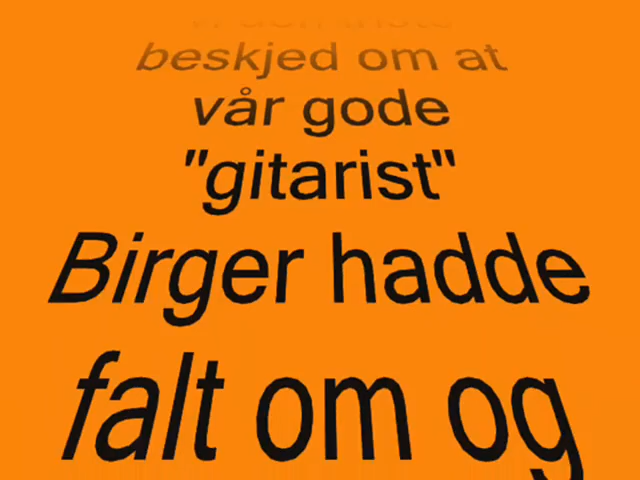 beskjed om at
vår gode
"gitarist"
Birger hadde
falt om og